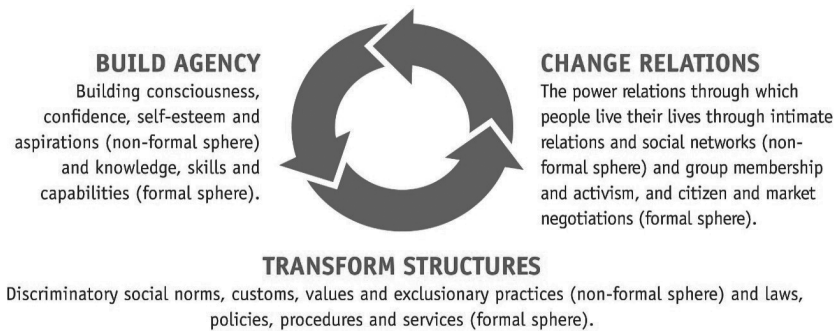 BUILD AGENCY
Building consciousness,
confidence, self-esteem and
aspirations (non-formal sphere)
and knowledge, skills and
capabilities (formal sphere).
CHANGE RELATIONS
The power relations through which
people live their lives through intimate
relations and social networks (non-
formal sphere) and group membership
and activism, and citizen and market
negotiations (formal sphere).
TRANSFORM STRUCTURES
Discriminatory social norms, customs, values and exclusionary practices (non-formal sphere) and laws,
policies, procedures and services (formal sphere).